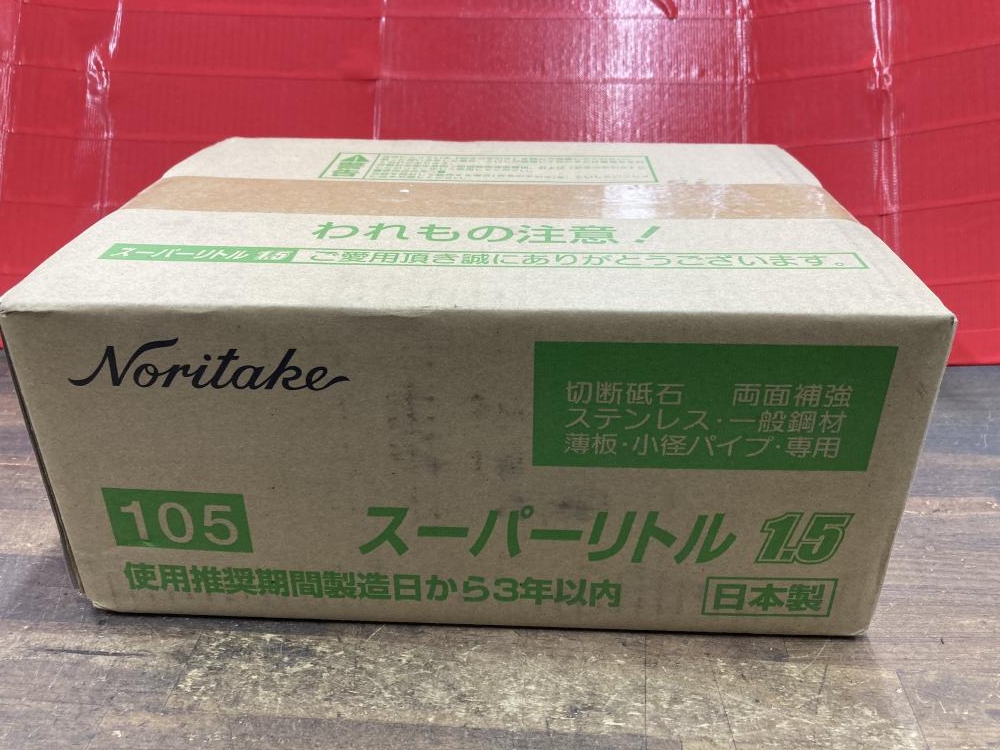 われもの注意！
スーパーリトル 1.5 ご愛用頂き誠にありがとうございます。
Noritake
切断砥石 両面補強
ステンレス・一般鋼材
薄板・小径パイプ・専用
105 スーパーリトル 1.5
使用推奨期間製造日から3年以内 日本製